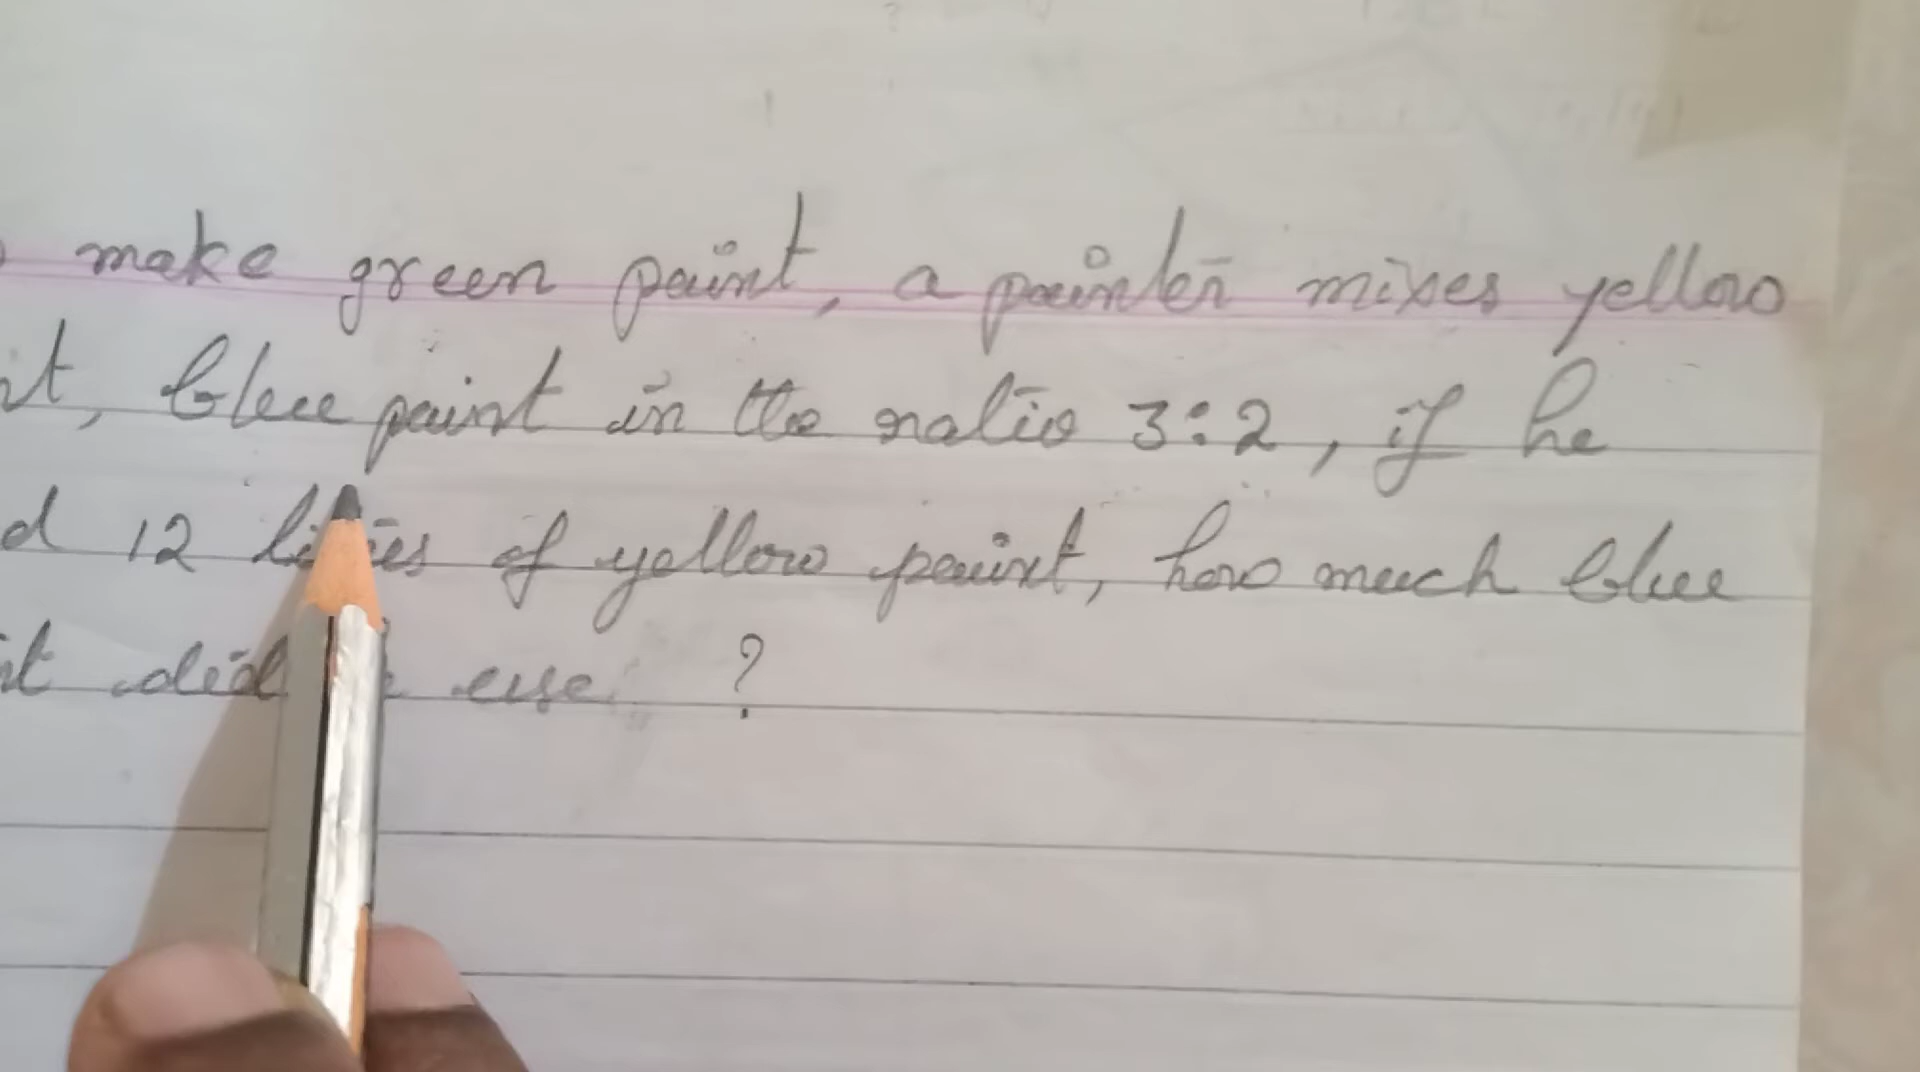 make green paint, a painter mixes yellow
blue paint in the ratio 3:2, if he
12 of yellow paint, how much blue
use ?